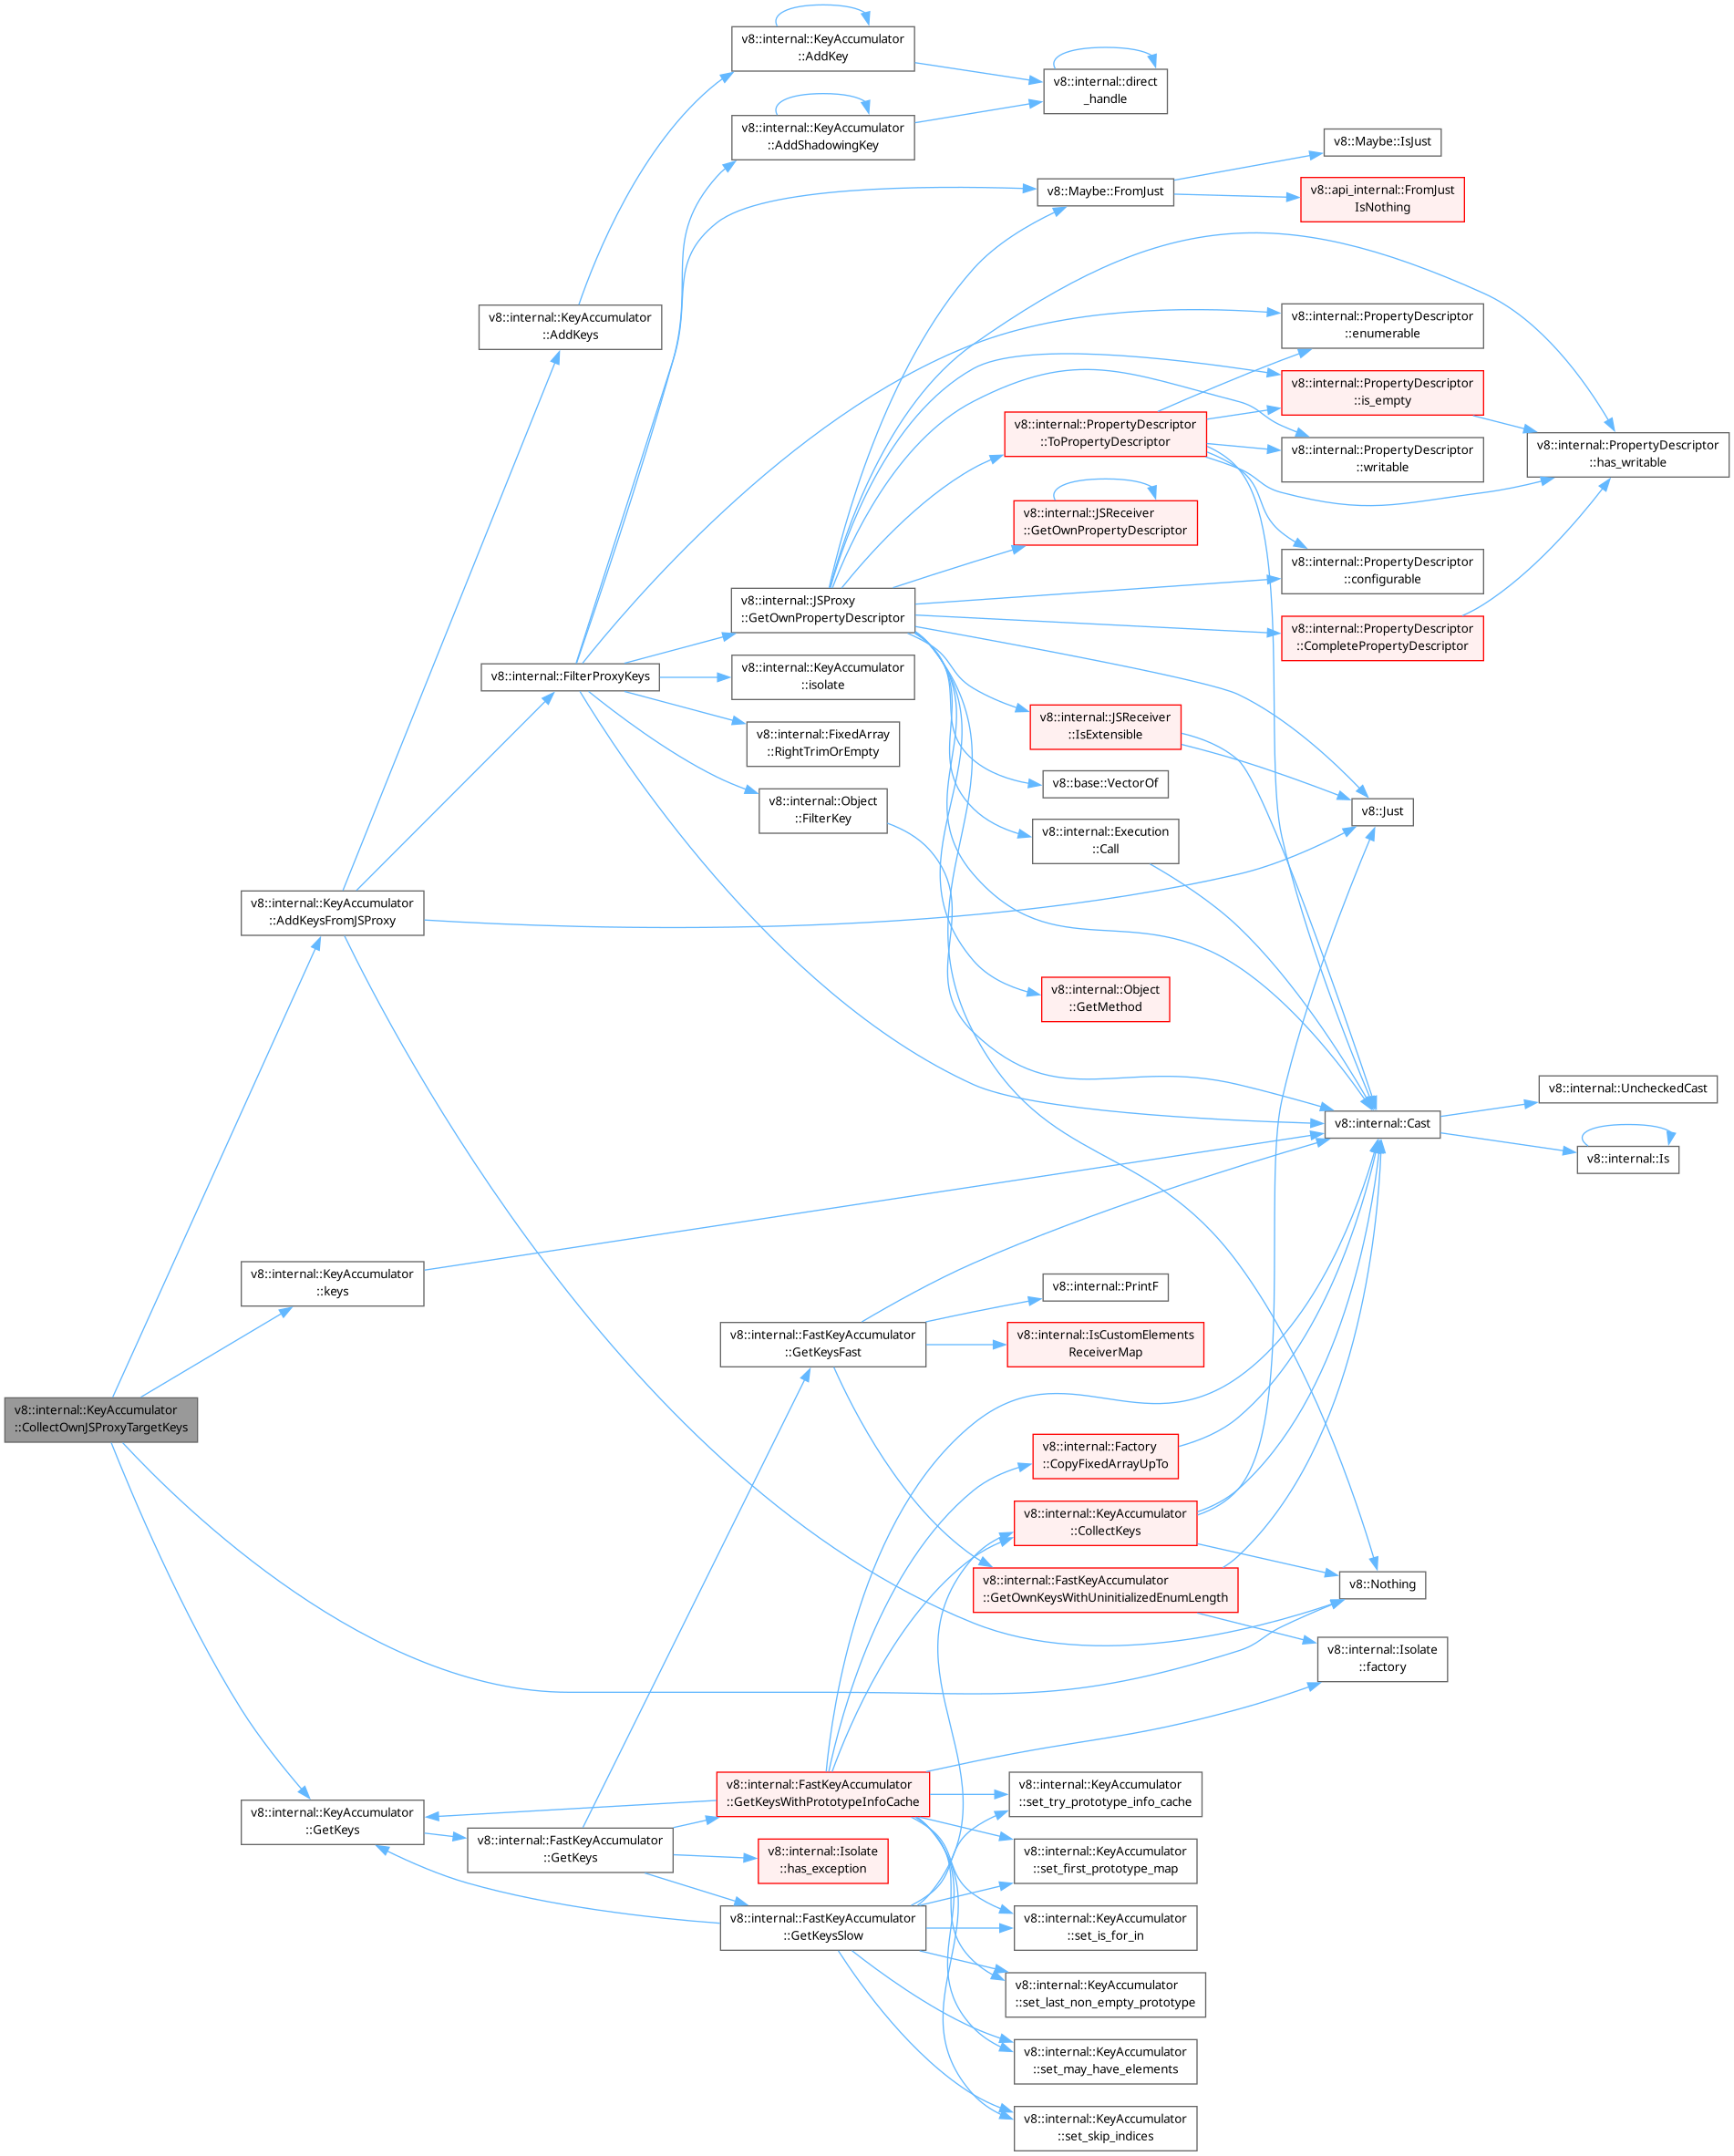 v8::internal::KeyAccumulator
::AddKey
v8::internal::direct
_handle
v8::internal::KeyAccumulator
::AddShadowingKey
v8::Maybe::IsJust
v8::Maybe::FromJust
v8::api_internal::FromJust
IsNothing
v8::internal::KeyAccumulator
::AddKeys
v8::internal::PropertyDescriptor
::enumerable
v8::internal::PropertyDescriptor
::is_empty
v8::internal::PropertyDescriptor
::ToPropertyDescriptor
v8::internal::PropertyDescriptor
::writable
v8::internal::PropertyDescriptor
::has_writable
v8::internal::JSReceiver
::GetOwnPropertyDescriptor
v8::internal::PropertyDescriptor
::configurable
v8::internal::JSProxy
::GetOwnPropertyDescriptor
v8::internal::PropertyDescriptor
::CompletePropertyDescriptor
v8::internal::FilterProxyKeys
v8::internal::KeyAccumulator
::isolate
v8::internal::JSReceiver
::IsExtensible
v8::internal::FixedArray
::RightTrimOrEmpty
v8::base::VectorOf
v8::internal::Object
::FilterKey
v8::Just
v8::internal::Execution
::Call
v8::internal::KeyAccumulator
::AddKeysFromJSProxy
v8::internal::Object
::GetMethod
v8::internal::UncheckedCast
v8::internal::Cast
v8::internal::Is
v8::internal::KeyAccumulator
::keys
v8::internal::PrintF
v8::internal::FastKeyAccumulator
::GetKeysFast
v8::internal::IsCustomElements
ReceiverMap
v8::internal::KeyAccumulator
::CollectOwnJSProxyTargetKeys
v8::internal::Factory
::CopyFixedArrayUpTo
v8::internal::KeyAccumulator
::CollectKeys
v8::internal::FastKeyAccumulator
::GetOwnKeysWithUninitializedEnumLength
v8::Nothing
v8::internal::Isolate
::factory
v8::internal::FastKeyAccumulator
::GetKeysWithPrototypeInfoCache
v8::internal::KeyAccumulator
::set_try_prototype_info_cache
v8::internal::KeyAccumulator
::GetKeys
v8::internal::FastKeyAccumulator
::GetKeys
v8::internal::Isolate
::has_exception
v8::internal::KeyAccumulator
::set_first_prototype_map
v8::internal::FastKeyAccumulator
::GetKeysSlow
v8::internal::KeyAccumulator
::set_is_for_in
v8::internal::KeyAccumulator
::set_last_non_empty_prototype
v8::internal::KeyAccumulator
::set_may_have_elements
v8::internal::KeyAccumulator
::set_skip_indices